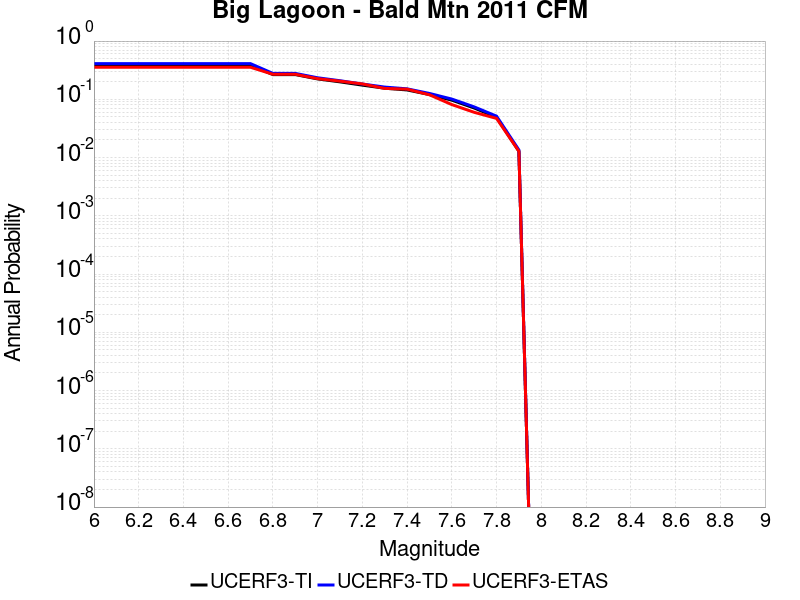 Big Lagoon - Bald Mtn 2011 CFM
Annual Probability
10^0
10^-1
10^-2
10^-3
10^-4
10^-5
10^-6
10^-7
10^-8
6 6.2 6.4 6.6 6.8 7 7.2 7.4 7.6 7.8 8 8.2 8.4 8.6 8.8 9
Magnitude
UCERF3-TI UCERF3-TD UCERF3-ETAS